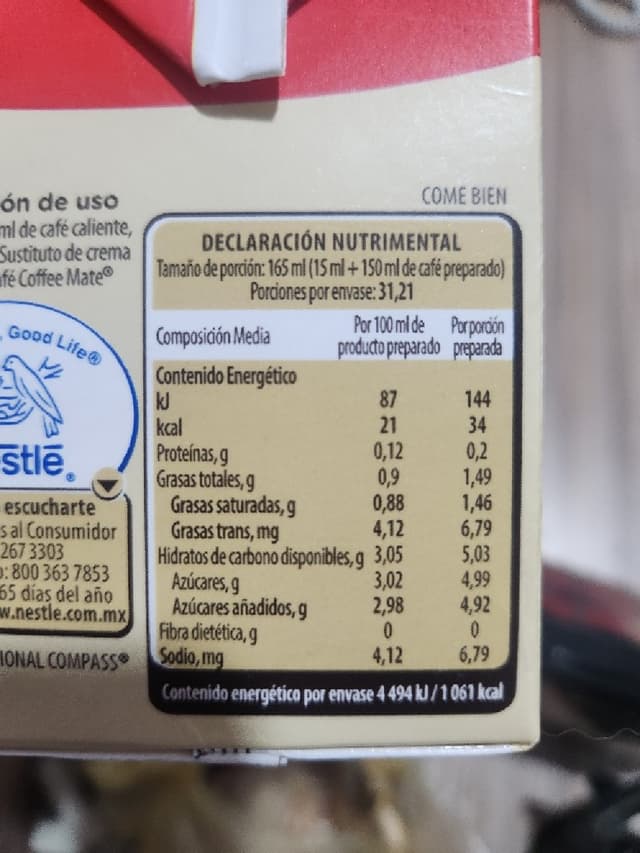 COME BIEN
ón de uso
ml de café caliente,
Sustituto de crema
afé Coffee Mate®
Good Life®
stlé®
escucharte
s al Consumidor
267 3303
800 363 7853
65 días del año
w.nestle.com.mx
IONAL COMPASS®
DECLARACIÓN NUTRIMENTAL
Tamaño de porción: 165 ml (15 ml + 150 ml de café preparado)
Porciones por envase: 31,21
Composición Media Por 100 ml de producto preparado Por porción preparada
Contenido Energético
kJ 87 144
kcal 21 34
Proteínas, g 0,12 0,2
Grasas totales, g 0,9 1,49
Grasas saturadas, g 0,88 1,46
Grasas trans, mg 4,12 6,79
Hidratos de carbono disponibles, g 3,05 5,03
Azúcares, g 3,02 4,99
Azúcares añadidos, g 2,98 4,92
Fibra dietética, g 0 0
Sodio, mg 4,12 6,79
Contenido energético por envase 4 494 kJ / 1 061 kcal